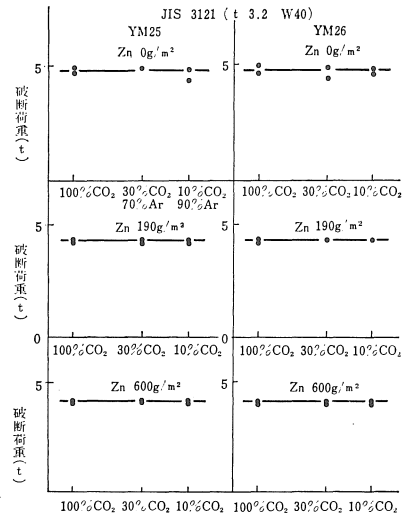 JIS 3121 ( t 3.2 W40)
YM25 YM26
Zn 0g/m² Zn 0g/m²
5 5
破断荷重(t)
100%CO₂ 30%CO₂ 10%CO₂ 100%CO₂ 30%CO₂ 10%CO₂
70%Ar 90%Ar
Zn 190g/m² Zn 190g/m²
5 5
破断荷重(t)
0 0
100%CO₂ 30%CO₂ 10%CO₂ 100%CO₂ 30%CO₂ 10%CO₂
Zn 600g/m² Zn 600g/m²
5 5
破断荷重(t)
100%CO₂ 30%CO₂ 10%CO₂ 100%CO₂ 30%CO₂ 10%CO₂